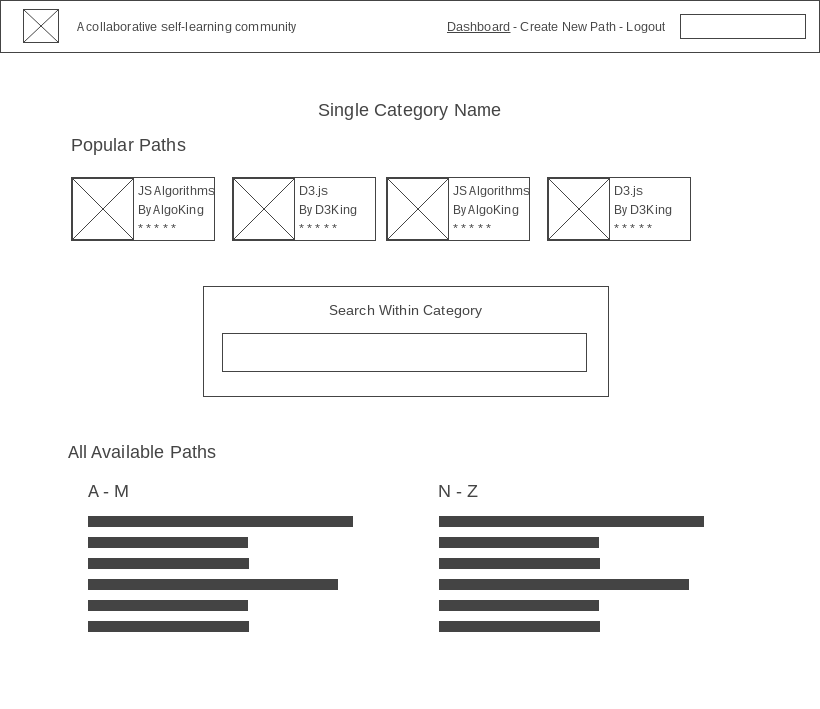 A collaborative self-learning community
Dashboard - Create New Path - Logout
Single Category Name
Popular Paths
JS Algorithms
By AlgoKing
* * * * *
D3.js
By D3King
* * * * *
JS Algorithms
By AlgoKing
* * * * *
D3.js
By D3King
* * * * *
Search Within Category
All Available Paths
A - M
N - Z